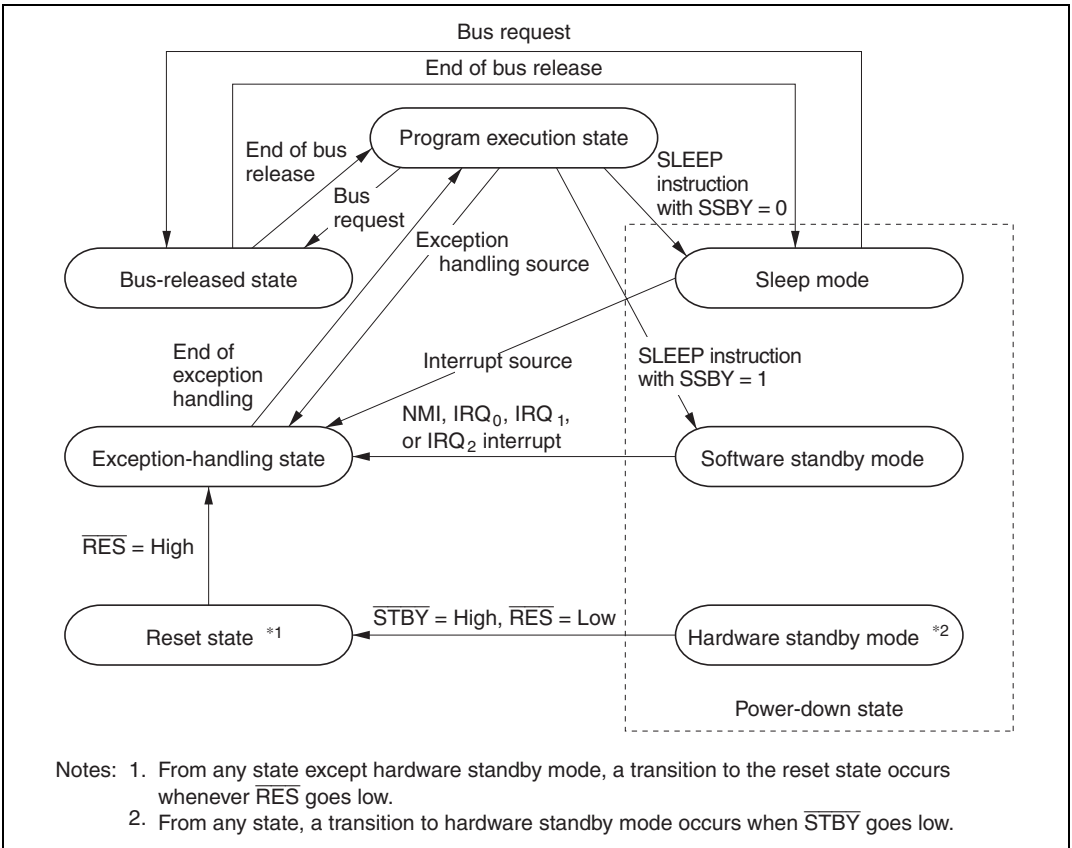 Bus request
End of bus release
Program execution state
End of bus
release
SLEEP
instruction
with SSBY = 0
Bus
request
Exception
handling source
Bus-released state
Sleep mode
End of
exception
handling
Interrupt source
SLEEP instruction
with SSBY = 1
NMI, IRQ₀, IRQ₁,
or IRQ₂ interrupt
Exception-handling state
Software standby mode
R̅E̅S̅ = High
S̅T̅B̅Y̅ = High, R̅E̅S̅ = Low
Reset state *1
Hardware standby mode *2
Power-down state
Notes: 1. From any state except hardware standby mode, a transition to the reset state occurs
whenever R̅E̅S̅ goes low.
2. From any state, a transition to hardware standby mode occurs when S̅T̅B̅Y̅ goes low.